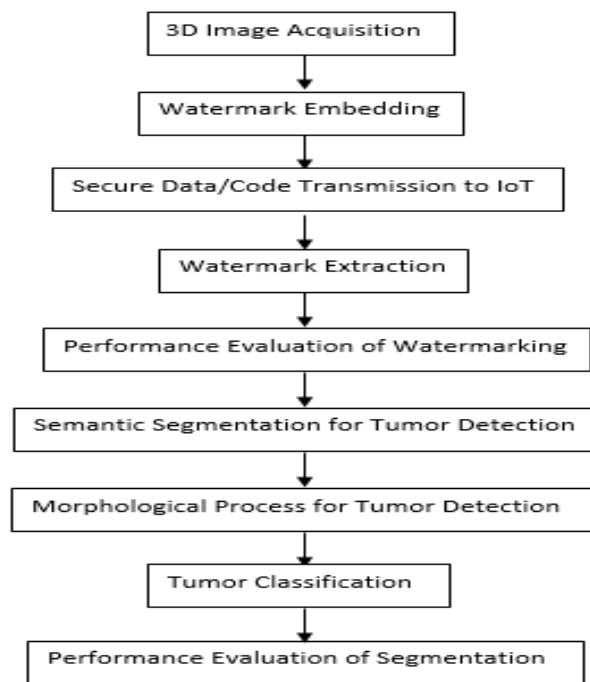 3D Image Acquisition
Watermark Embedding
Secure Data/Code Transmission to IoT
Watermark Extraction
Performance Evaluation of Watermarking
Semantic Segmentation for Tumor Detection
Morphological Process for Tumor Detection
Tumor Classification
Performance Evaluation of Segmentation